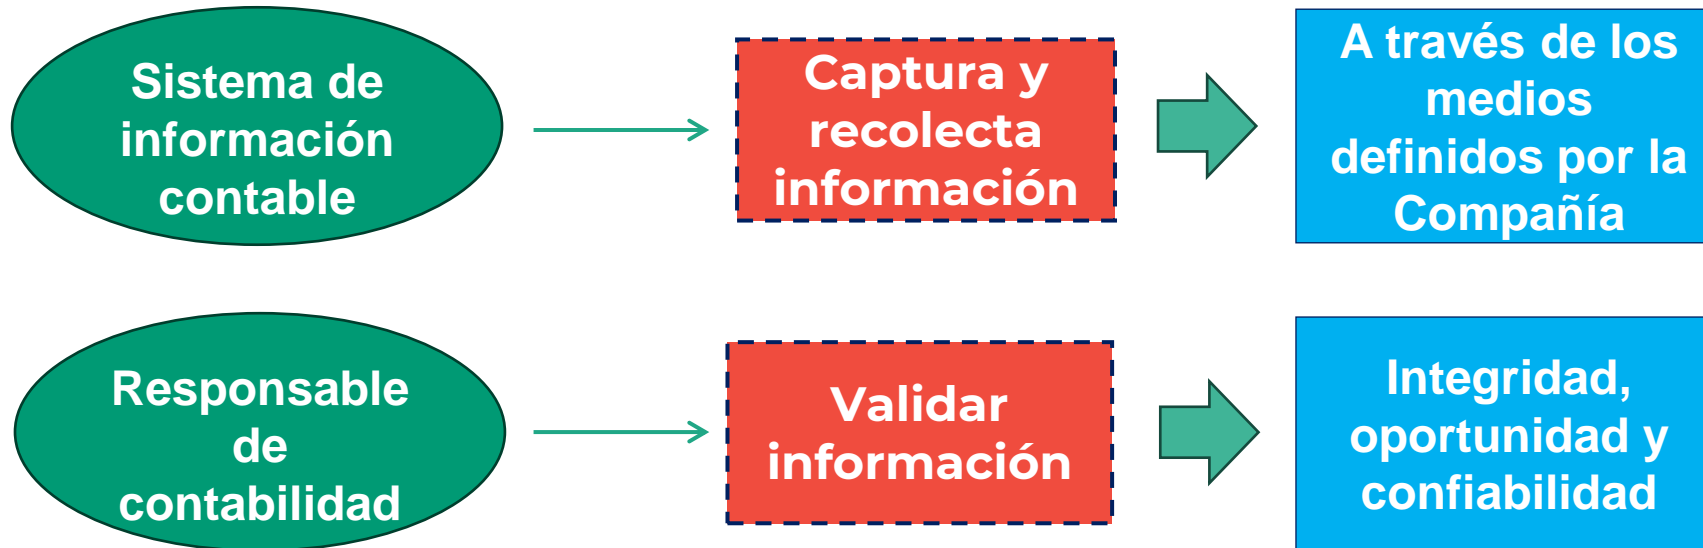 Sistema de
información
contable
Captura y
recolecta
información
A través de los
medios
definidos por la
Compañía
Responsable
de
contabilidad
Validar
información
Integridad,
oportunidad y
confiabilidad